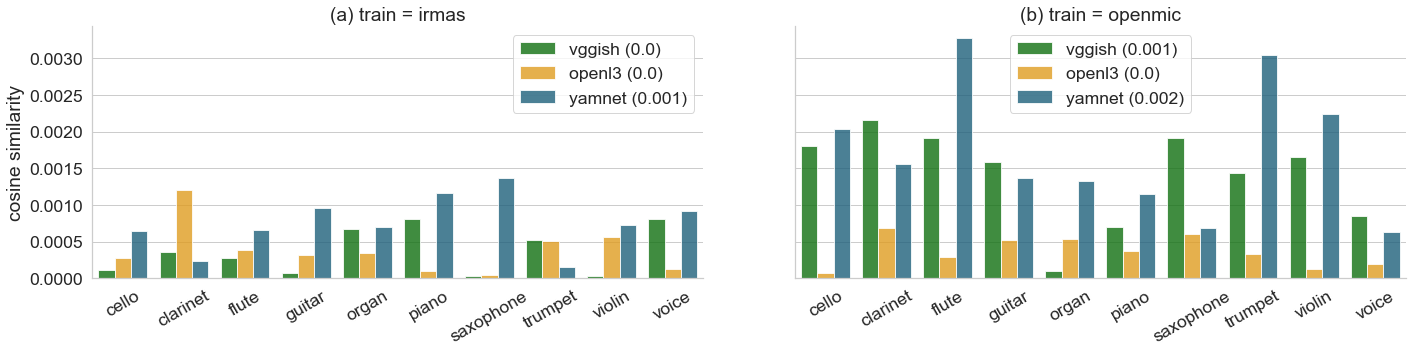 (a) train = irmas
(b) train = openmic
cosine similarity
0.0030
0.0025
0.0020
0.0015
0.0010
0.0005
0.0000
vggish (0.0)
openl3 (0.0)
yamnet (0.001)
vggish (0.001)
openl3 (0.0)
yamnet (0.002)
cello clarinet flute guitar organ piano saxophone trumpet violin voice
cello clarinet flute guitar organ piano saxophone trumpet violin voice